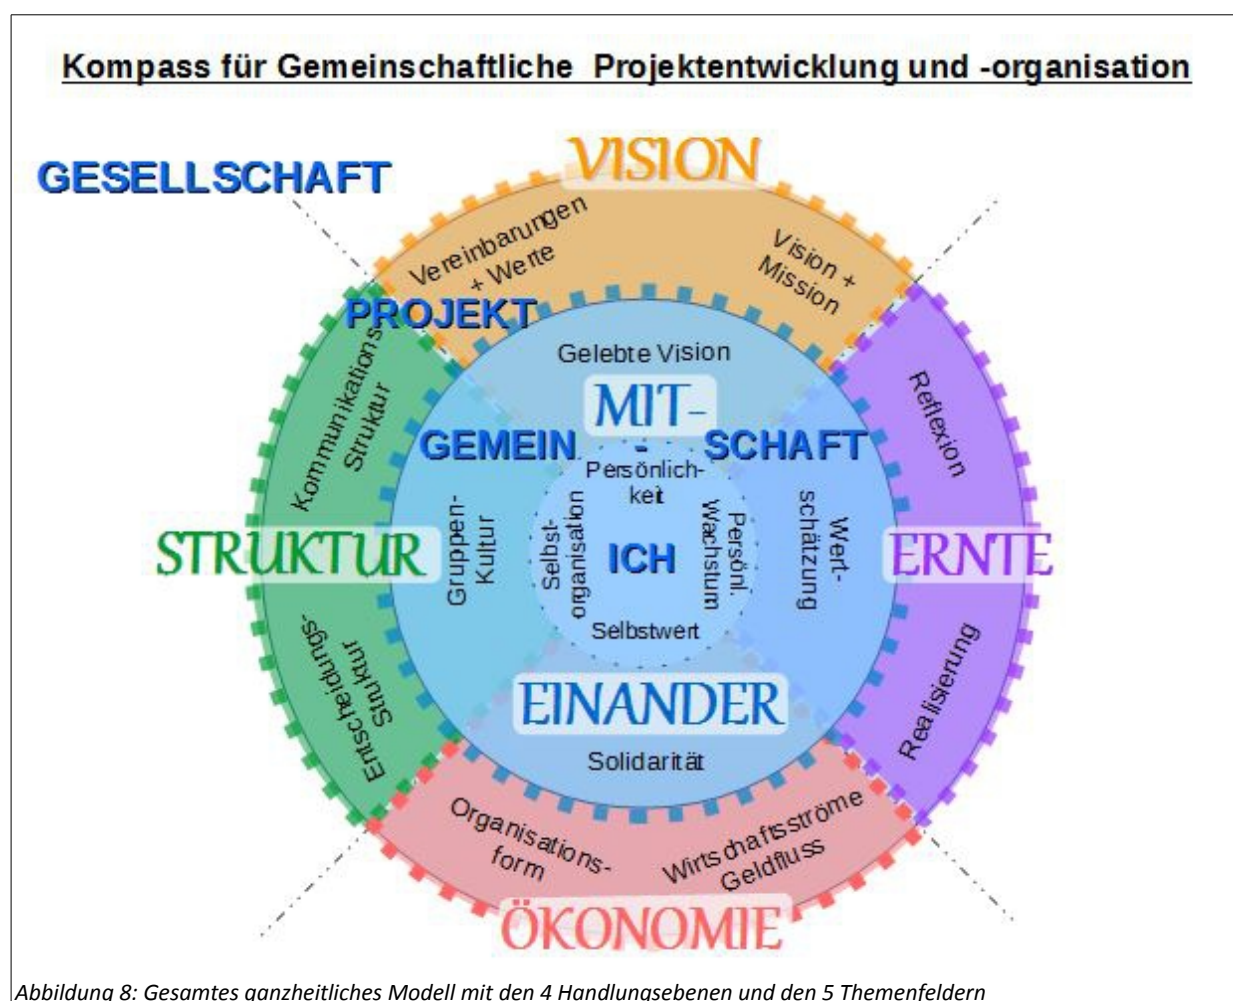 Kompass für Gemeinschaftliche Projektentwicklung und -organisation
VISION
GESELLSCHAFT
Vereinbarungen
+ Werte
Vision +
Mission
PROJEKT
Kommunikations-
Struktur
Gelebte Vision
MIT-
Reflexion
GEMEIN - SCHAFT
Persönlich-
keit
Gruppen-
Kultur
Selbst-
organisation
ICH
Persönl.
Wachstum
Wert-
schätzung
STRUKTUR
ERNTE
Selbstwert
Entscheidungs-
Struktur
EINANDER
Realisierung
Solidarität
Organisations-
form
Wirtschaftsströme
Geldfluss
ÖKONOMIE
Abbildung 8: Gesamtes ganzheitliches Modell mit den 4 Handlungsebenen und den 5 Themenfeldern